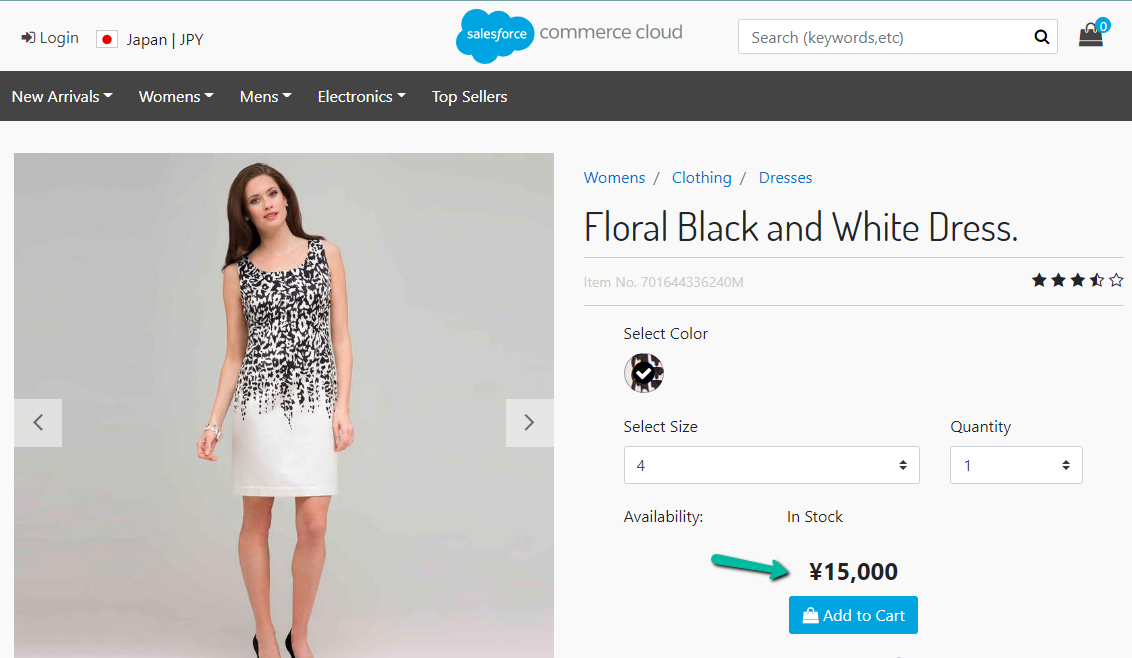 Login
Japan | JPY
salesforce
commerce cloud
Search (keywords,etc)
0
New Arrivals
Womens
Mens
Electronics
Top Sellers
Womens / Clothing / Dresses
Floral Black and White Dress.
Item No. 701644336240M
Select Color
Select Size
Quantity
4
1
Availability:
In Stock
¥15,000
Add to Cart